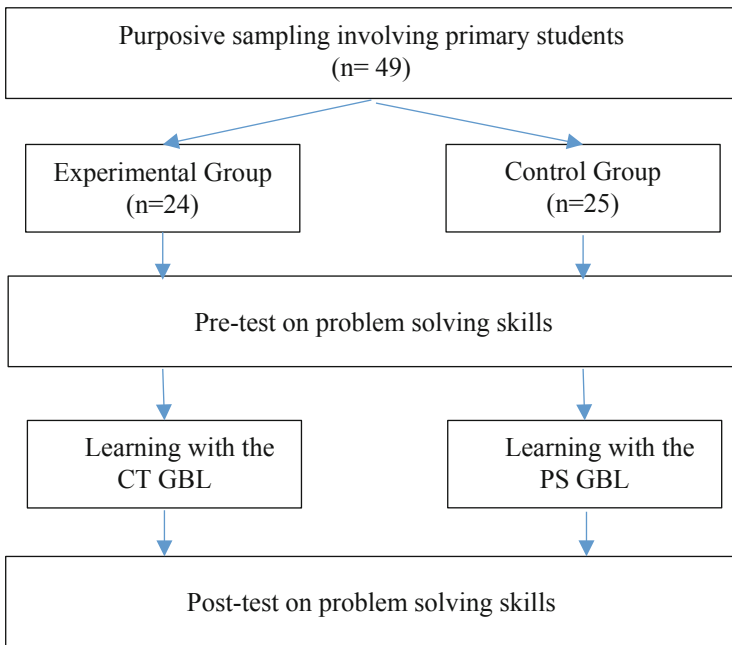 Purposive sampling involving primary students
(n= 49)
Experimental Group
(n=24)
Control Group
(n=25)
Pre-test on problem solving skills
Learning with the
CT GBL
Learning with the
PS GBL
Post-test on problem solving skills